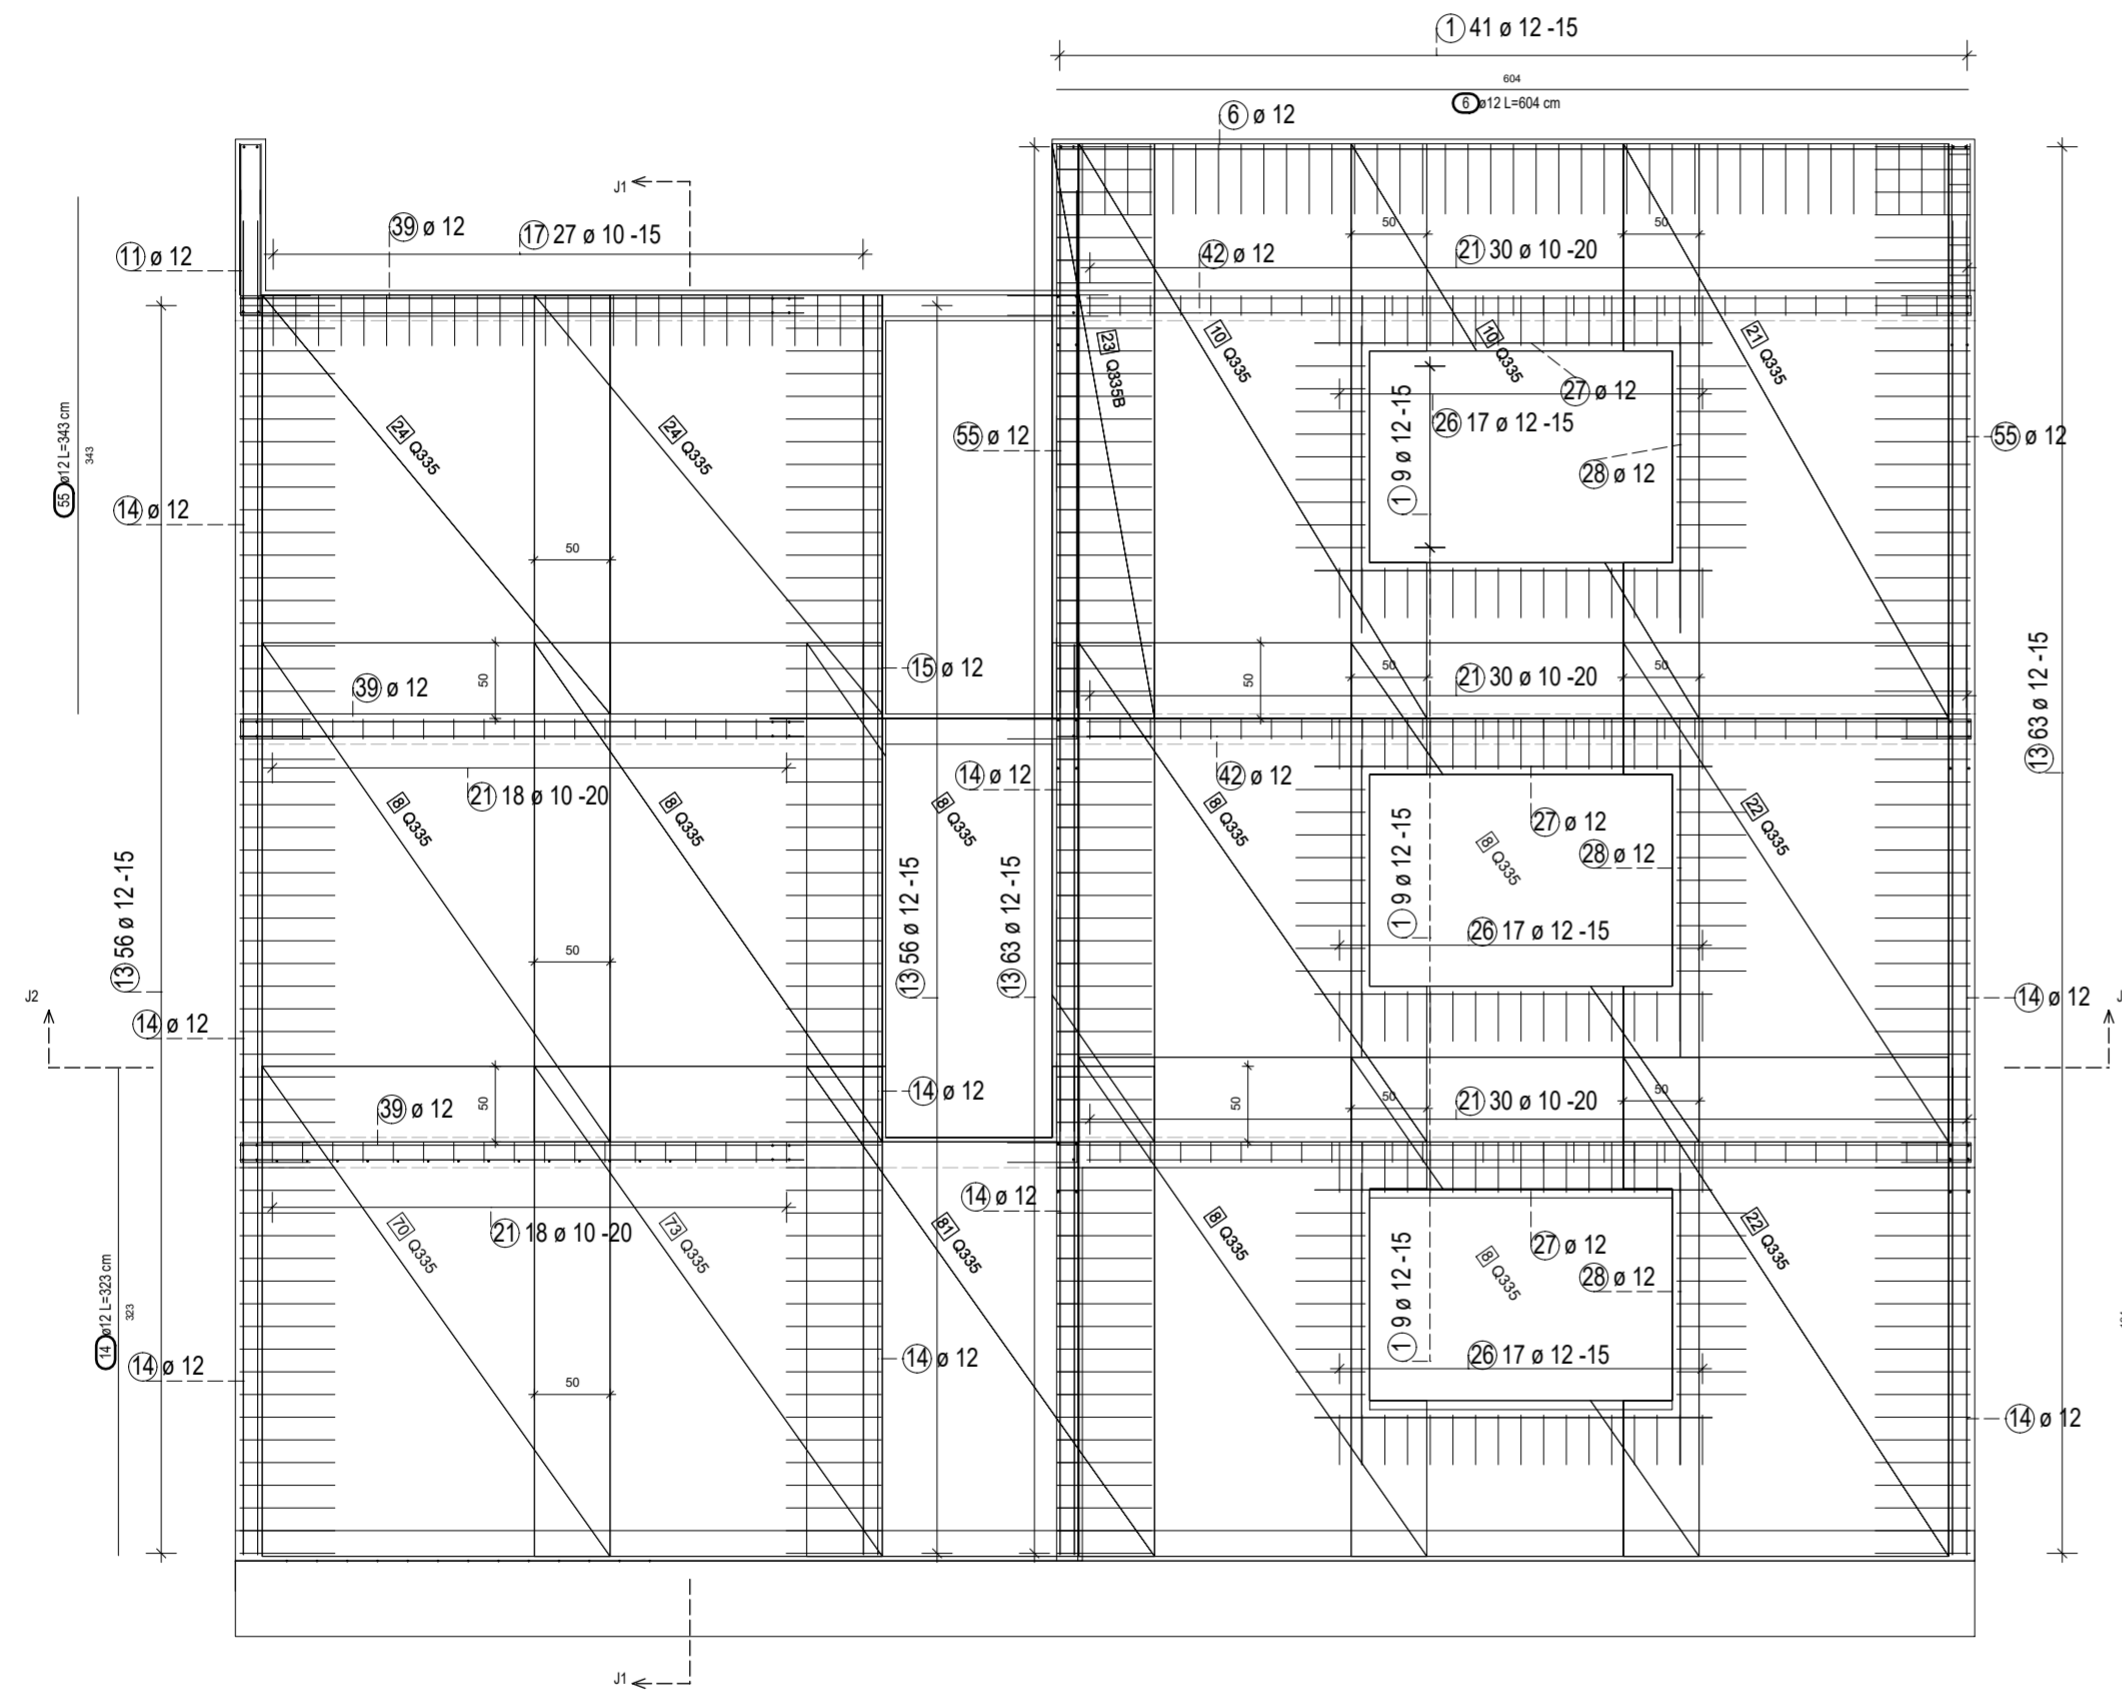 1 41 ø 12 -15
604
6 ø12 L=604 cm
6 ø 12
J1
39 ø 12
17 27 ø 10 -15
11 ø 12
42 ø 12
21 30 ø 10 -20
50
50
10 Q335
10 Q335
21 Q335
23 Q335B
27 ø 12
26 17 ø 12 -15
1 9 ø 12 -15
28 ø 12
24 Q335
24 Q335
55 ø 12
55 ø 12
55 ø12 L=343 cm
343
14 ø 12
50
15 ø 12
39 ø 12
50
50
50
50
21 30 ø 10 -20
13 63 ø 12 -15
21 18 ø 10 -20
14 ø 12
42 ø 12
8 Q335
8 Q335
8 Q335
8 Q335
8 Q335
22 Q335
27 ø 12
28 ø 12
1 9 ø 12 -15
26 17 ø 12 -15
13 56 ø 12 -15
13 56 ø 12 -15
13 63 ø 12 -15
50
J2
14 ø 12
14 ø 12
J
14 ø 12
39 ø 12
50
50
50
50
21 30 ø 10 -20
14 ø 12
21 18 ø 10 -20
70 Q335
73 Q335
81 Q335
8 Q335
8 Q335
22 Q335
27 ø 12
28 ø 12
1 9 ø 12 -15
26 17 ø 12 -15
14 ø12 L=323 cm
323
14 ø 12
14 ø 12
50
14 ø 12
J1